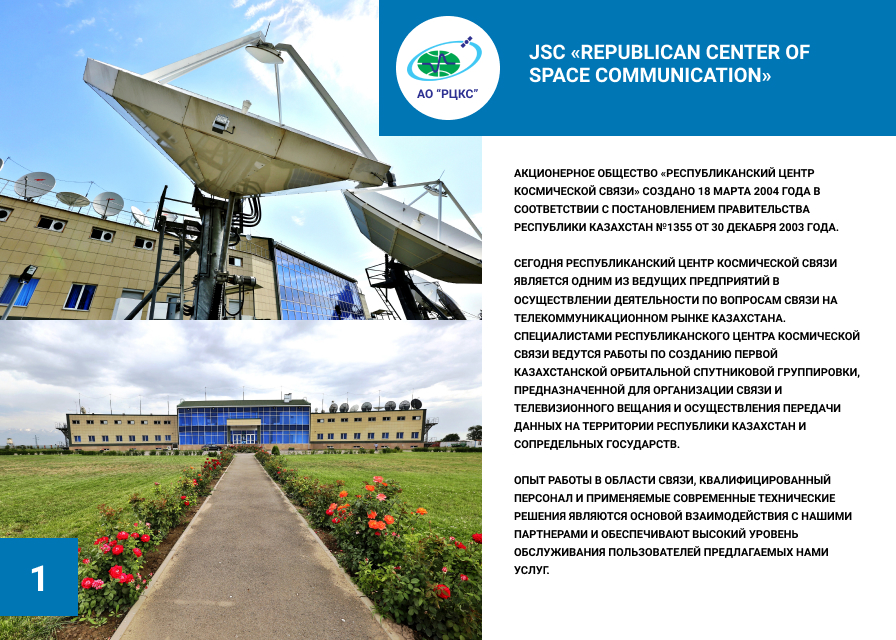 JSC «REPUBLICAN CENTER OF
SPACE COMMUNICATION»
АО "РЦКС"
АКЦИОНЕРНОЕ ОБЩЕСТВО «РЕСПУБЛИКАНСКИЙ ЦЕНТР
КОСМИЧЕСКОЙ СВЯЗИ» СОЗДАНО 18 МАРТА 2004 ГОДА В
СООТВЕТСТВИИ С ПОСТАНОВЛЕНИЕМ ПРАВИТЕЛЬСТВА
РЕСПУБЛИКИ КАЗАХСТАН №1355 ОТ 30 ДЕКАБРЯ 2003 ГОДА.
СЕГОДНЯ РЕСПУБЛИКАНСКИЙ ЦЕНТР КОСМИЧЕСКОЙ СВЯЗИ
ЯВЛЯЕТСЯ ОДНИМ ИЗ ВЕДУЩИХ ПРЕДПРИЯТИЙ В
ОСУЩЕСТВЛЕНИИ ДЕЯТЕЛЬНОСТИ ПО ВОПРОСАМ СВЯЗИ НА
ТЕЛЕКОММУНИКАЦИОННОМ РЫНКЕ КАЗАХСТАНА.
СПЕЦИАЛИСТАМИ РЕСПУБЛИКАНСКОГО ЦЕНТРА КОСМИЧЕСКОЙ
СВЯЗИ ВЕДУТСЯ РАБОТЫ ПО СОЗДАНИЮ ПЕРВОЙ
КАЗАХСТАНСКОЙ ОРБИТАЛЬНОЙ СПУТНИКОВОЙ ГРУППИРОВКИ,
ПРЕДНАЗНАЧЕННОЙ ДЛЯ ОРГАНИЗАЦИИ СВЯЗИ И
ТЕЛЕВИЗИОННОГО ВЕЩАНИЯ И ОСУЩЕСТВЛЕНИЯ ПЕРЕДАЧИ
ДАННЫХ НА ТЕРРИТОРИИ РЕСПУБЛИКИ КАЗАХСТАН И
СОПРЕДЕЛЬНЫХ ГОСУДАРСТВ.
ОПЫТ РАБОТЫ В ОБЛАСТИ СВЯЗИ, КВАЛИФИЦИРОВАННЫЙ
ПЕРСОНАЛ И ПРИМЕНЯЕМЫЕ СОВРЕМЕННЫЕ ТЕХНИЧЕСКИЕ
РЕШЕНИЯ ЯВЛЯЮТСЯ ОСНОВОЙ ВЗАИМОДЕЙСТВИЯ С НАШИМИ
ПАРТНЕРАМИ И ОБЕСПЕЧИВАЮТ ВЫСОКИЙ УРОВЕНЬ
ОБСЛУЖИВАНИЯ ПОЛЬЗОВАТЕЛЕЙ ПРЕДЛАГАЕМЫХ НАМИ
УСЛУГ.
1